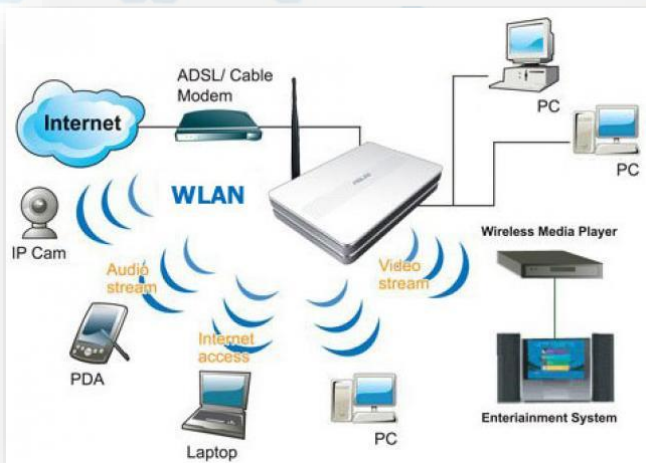 ADSL/ Cable
Modem
Internet
PC
PC
WLAN
IP Cam
Wireless Media Player
Audio
stream
Video
stream
Internet
access
PDA
Laptop
PC
Enteriainment System